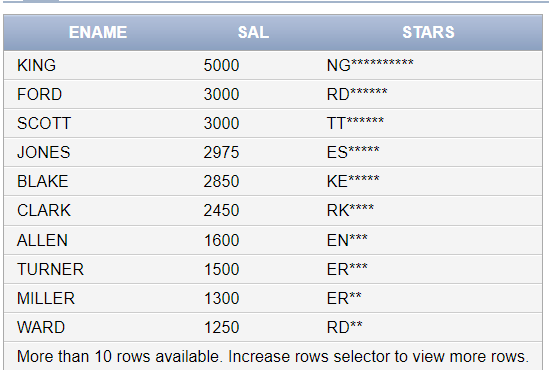 ENAME SAL STARS
KING 5000 NG**********
FORD 3000 RD******
SCOTT 3000 TT******
JONES 2975 ES*****
BLAKE 2850 KE*****
CLARK 2450 RK****
ALLEN 1600 EN***
TURNER 1500 ER***
MILLER 1300 ER**
WARD 1250 RD**
More than 10 rows available. Increase rows selector to view more rows.